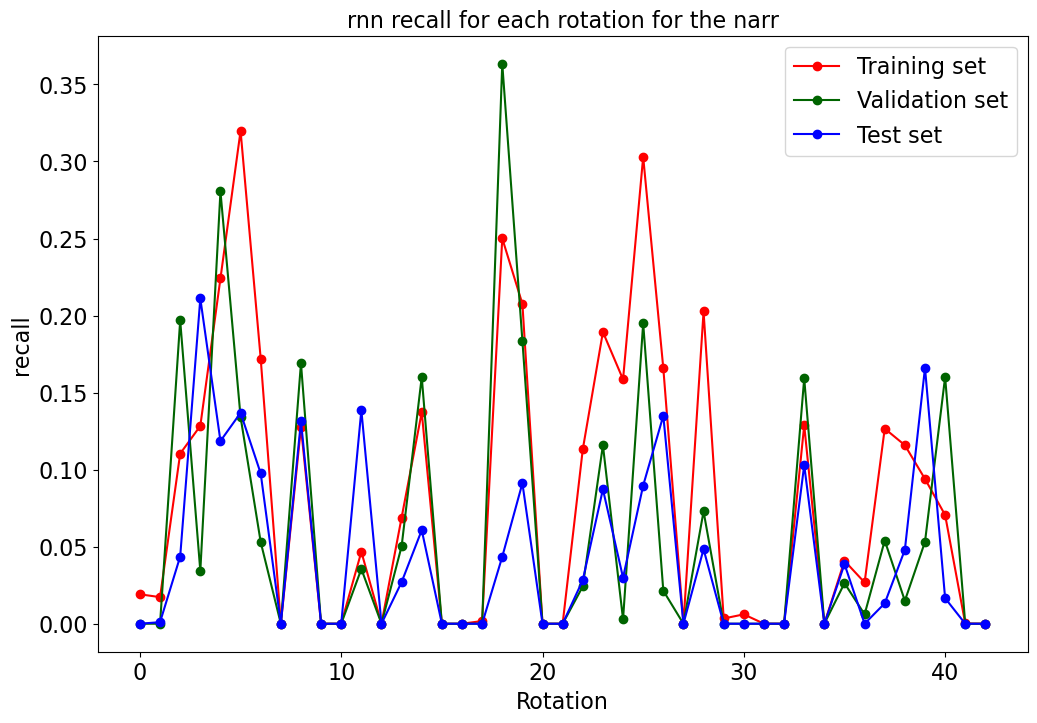 rnn recall for each rotation for the narr
Training set
Validation set
Test set
recall
0.35
0.30
0.25
0.20
0.15
0.10
0.05
0.00
0 10 20 30 40
Rotation